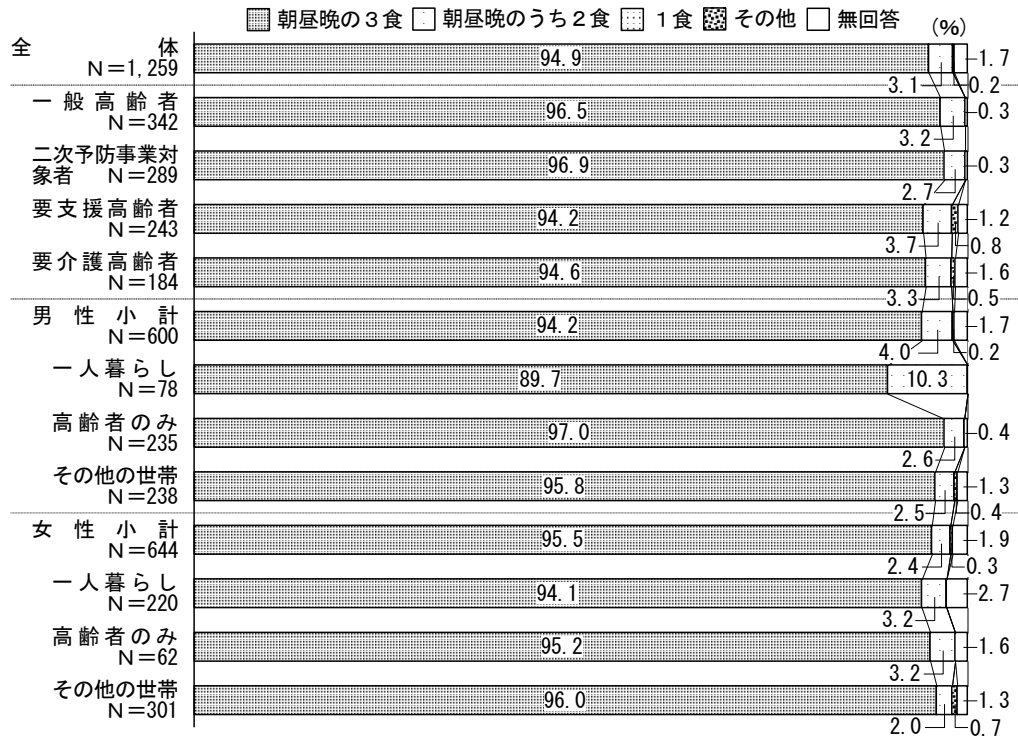 朝昼晩の３食 朝昼晩のうち２食 １食 その他 無回答 (%)
全体
Ｎ＝1,259
94.9
3.1
0.2
1.7
一般高齢者
Ｎ＝342
96.5
3.2
0.3
二次予防事業対
象者 Ｎ＝289
96.9
2.7
0.3
要支援高齢者
Ｎ＝243
94.2
3.7
0.8
1.2
要介護高齢者
Ｎ＝184
94.6
3.3
0.5
1.6
男性小計
Ｎ＝600
94.2
4.0
0.2
1.7
一人暮らし
Ｎ＝78
89.7
10.3
高齢者のみ
Ｎ＝235
97.0
2.6
0.4
その他の世帯
Ｎ＝238
95.8
2.5
0.4
1.3
女性小計
Ｎ＝644
95.5
2.4
0.3
1.9
一人暮らし
Ｎ＝220
94.1
3.2
2.7
高齢者のみ
Ｎ＝62
95.2
3.2
1.6
その他の世帯
Ｎ＝301
96.0
2.0
0.7
1.3